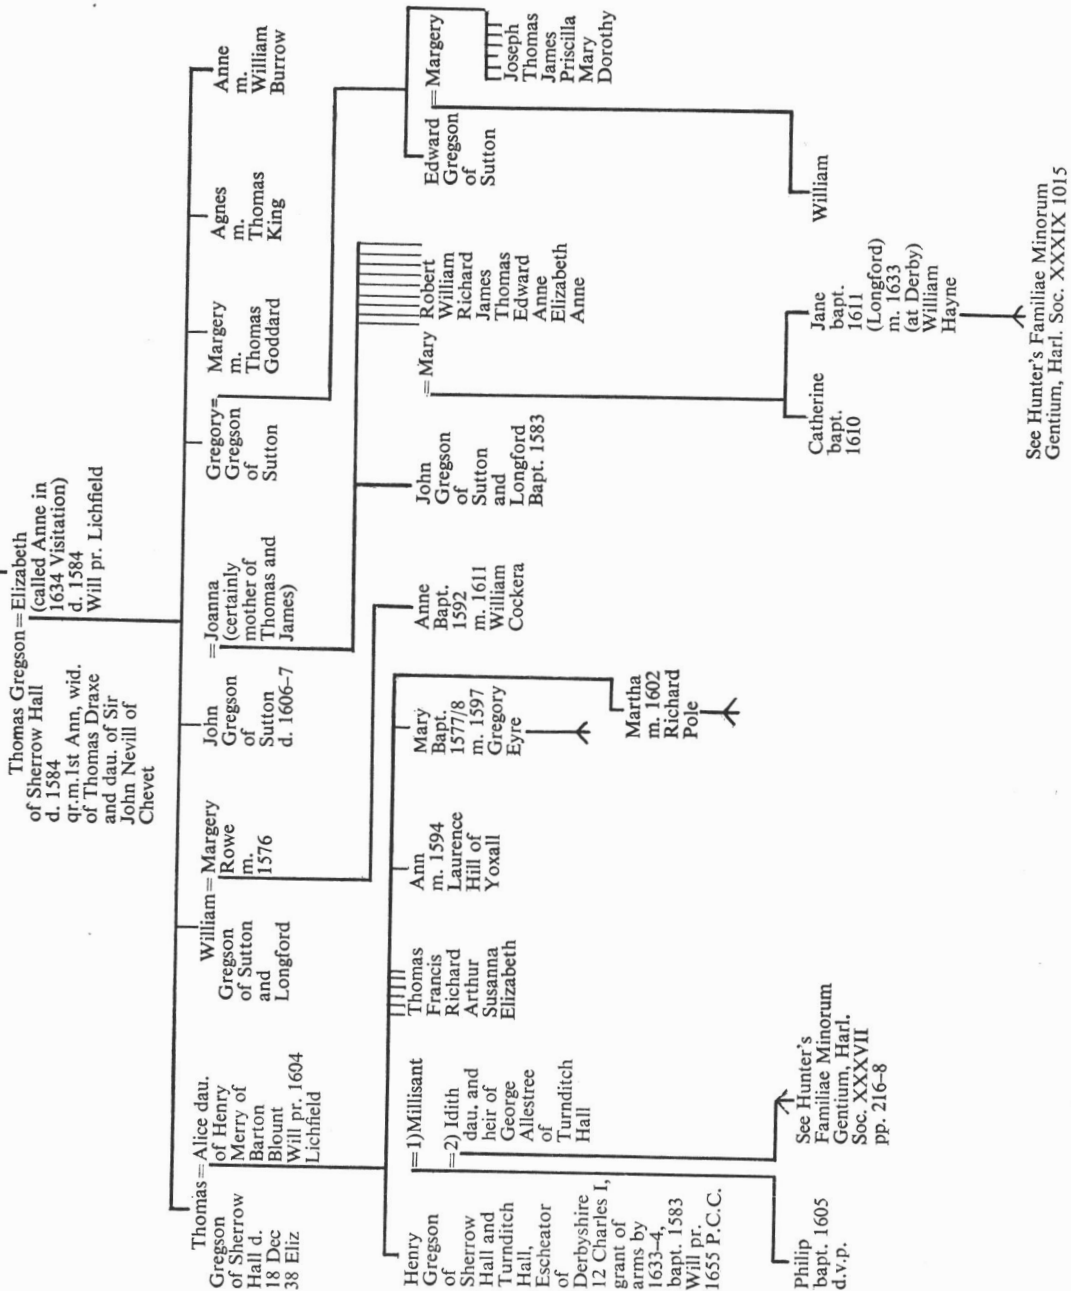 Thomas Gregson = Elizabeth
of Sherrow Hall
d. 1584
qr.m.1st Ann, wid.
of Thomas Draxe
and dau. of Sir
John Nevill of
Chevet
(called Anne in
1634 Visitation)
d. 1584
Will pr. Lichfield
Thomas = Alice dau.
Gregson
of Sherrow
Hall d.
18 Dec
38 Eliz
of Henry
Merry of
Barton
Blount
Will pr. 1604
Lichfield
William = Margery
Gregson
of Sutton
and
Longford
Rowe
m.
1576
John
Gregson
of
Sutton
d. 1606-7
= Joanna
(certainly
mother of
Thomas and
James)
Gregory =
Gregson
of
Sutton
Margery
m.
Thomas
Goddard
Agnes
m.
Thomas
King
Anne
m.
William
Burrow
Henry
Gregson
of
Sherrow
Hall and
Turnditch
Hall,
Escheator
of
Derbyshire
12 Charles I,
grant of
arms by
1633-4,
bapt. 1583
Will pr.
1655 P.C.C.
= 1) Millisant
= 2) Idith
dau. and
heir of
George
Allestree
of
Turnditch
Hall
Thomas
Francis
Richard
Arthur
Susanna
Elizabeth
Ann
m. 1594
Laurence
Hill of
Yoxall
Mary
Bapt.
1577/8
m. 1597
Gregory
Eyre
Anne
Bapt.
1592
m. 1611
William
Cockera
John
Gregson
of
Sutton
and
Longford
Bapt. 1583
= Mary
Robert
William
Richard
James
Thomas
Edward
Anne
Elizabeth
Anne
Edward
Gregson
of
Sutton
= Margery
Joseph
Thomas
James
Priscilla
Mary
Dorothy
Martha
m. 1602
Richard
Pole
Philip
bapt. 1605
d.v.p.
See Hunter's
Familiae Minorum
Gentium, Harl.
Soc. XXXVII
pp. 216-8
Catherine
bapt.
1610
Jane
bapt.
1611
(Longford)
m. 1633
(at Derby)
William
Hayne
William
See Hunter's Familiae Minorum
Gentium, Harl. Soc. XXXIX 1015